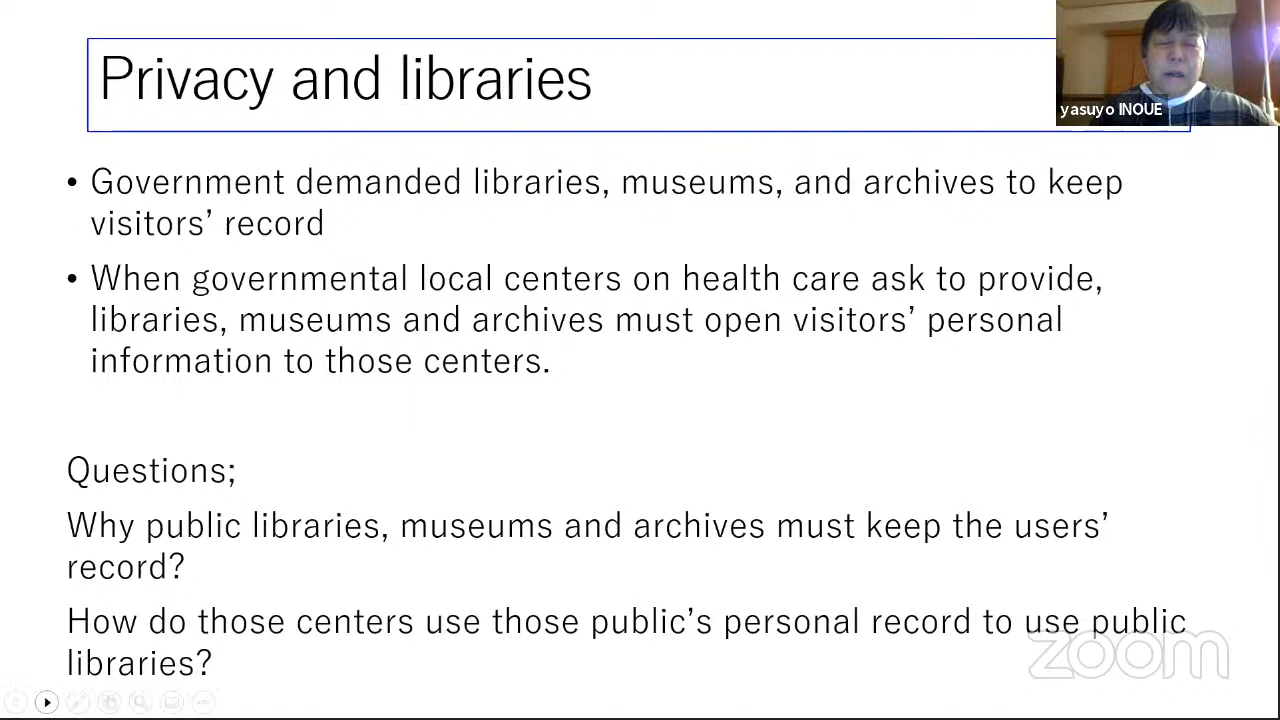 Privacy and libraries
yasuyo INOUE
• Government demanded libraries, museums, and archives to keep
visitors’ record
• When governmental local centers on health care ask to provide,
libraries, museums and archives must open visitors’ personal
information to those centers.
Questions;
Why public libraries, museums and archives must keep the users’
record?
How do those centers use those public’s personal record to use public
libraries?
zoom